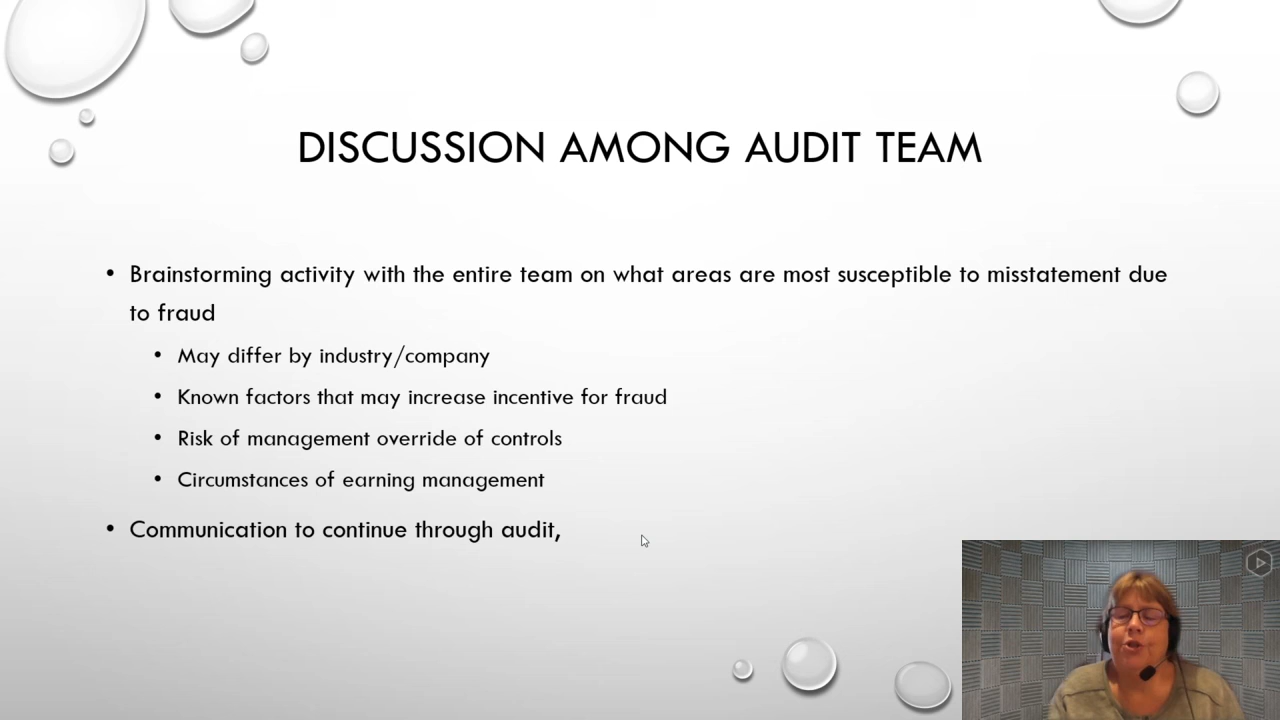 DISCUSSION AMONG AUDIT TEAM
• Brainstorming activity with the entire team on what areas are most susceptible to misstatement due
to fraud
• May differ by industry/company
• Known factors that may increase incentive for fraud
• Risk of management override of controls
• Circumstances of earning management
• Communication to continue through audit,